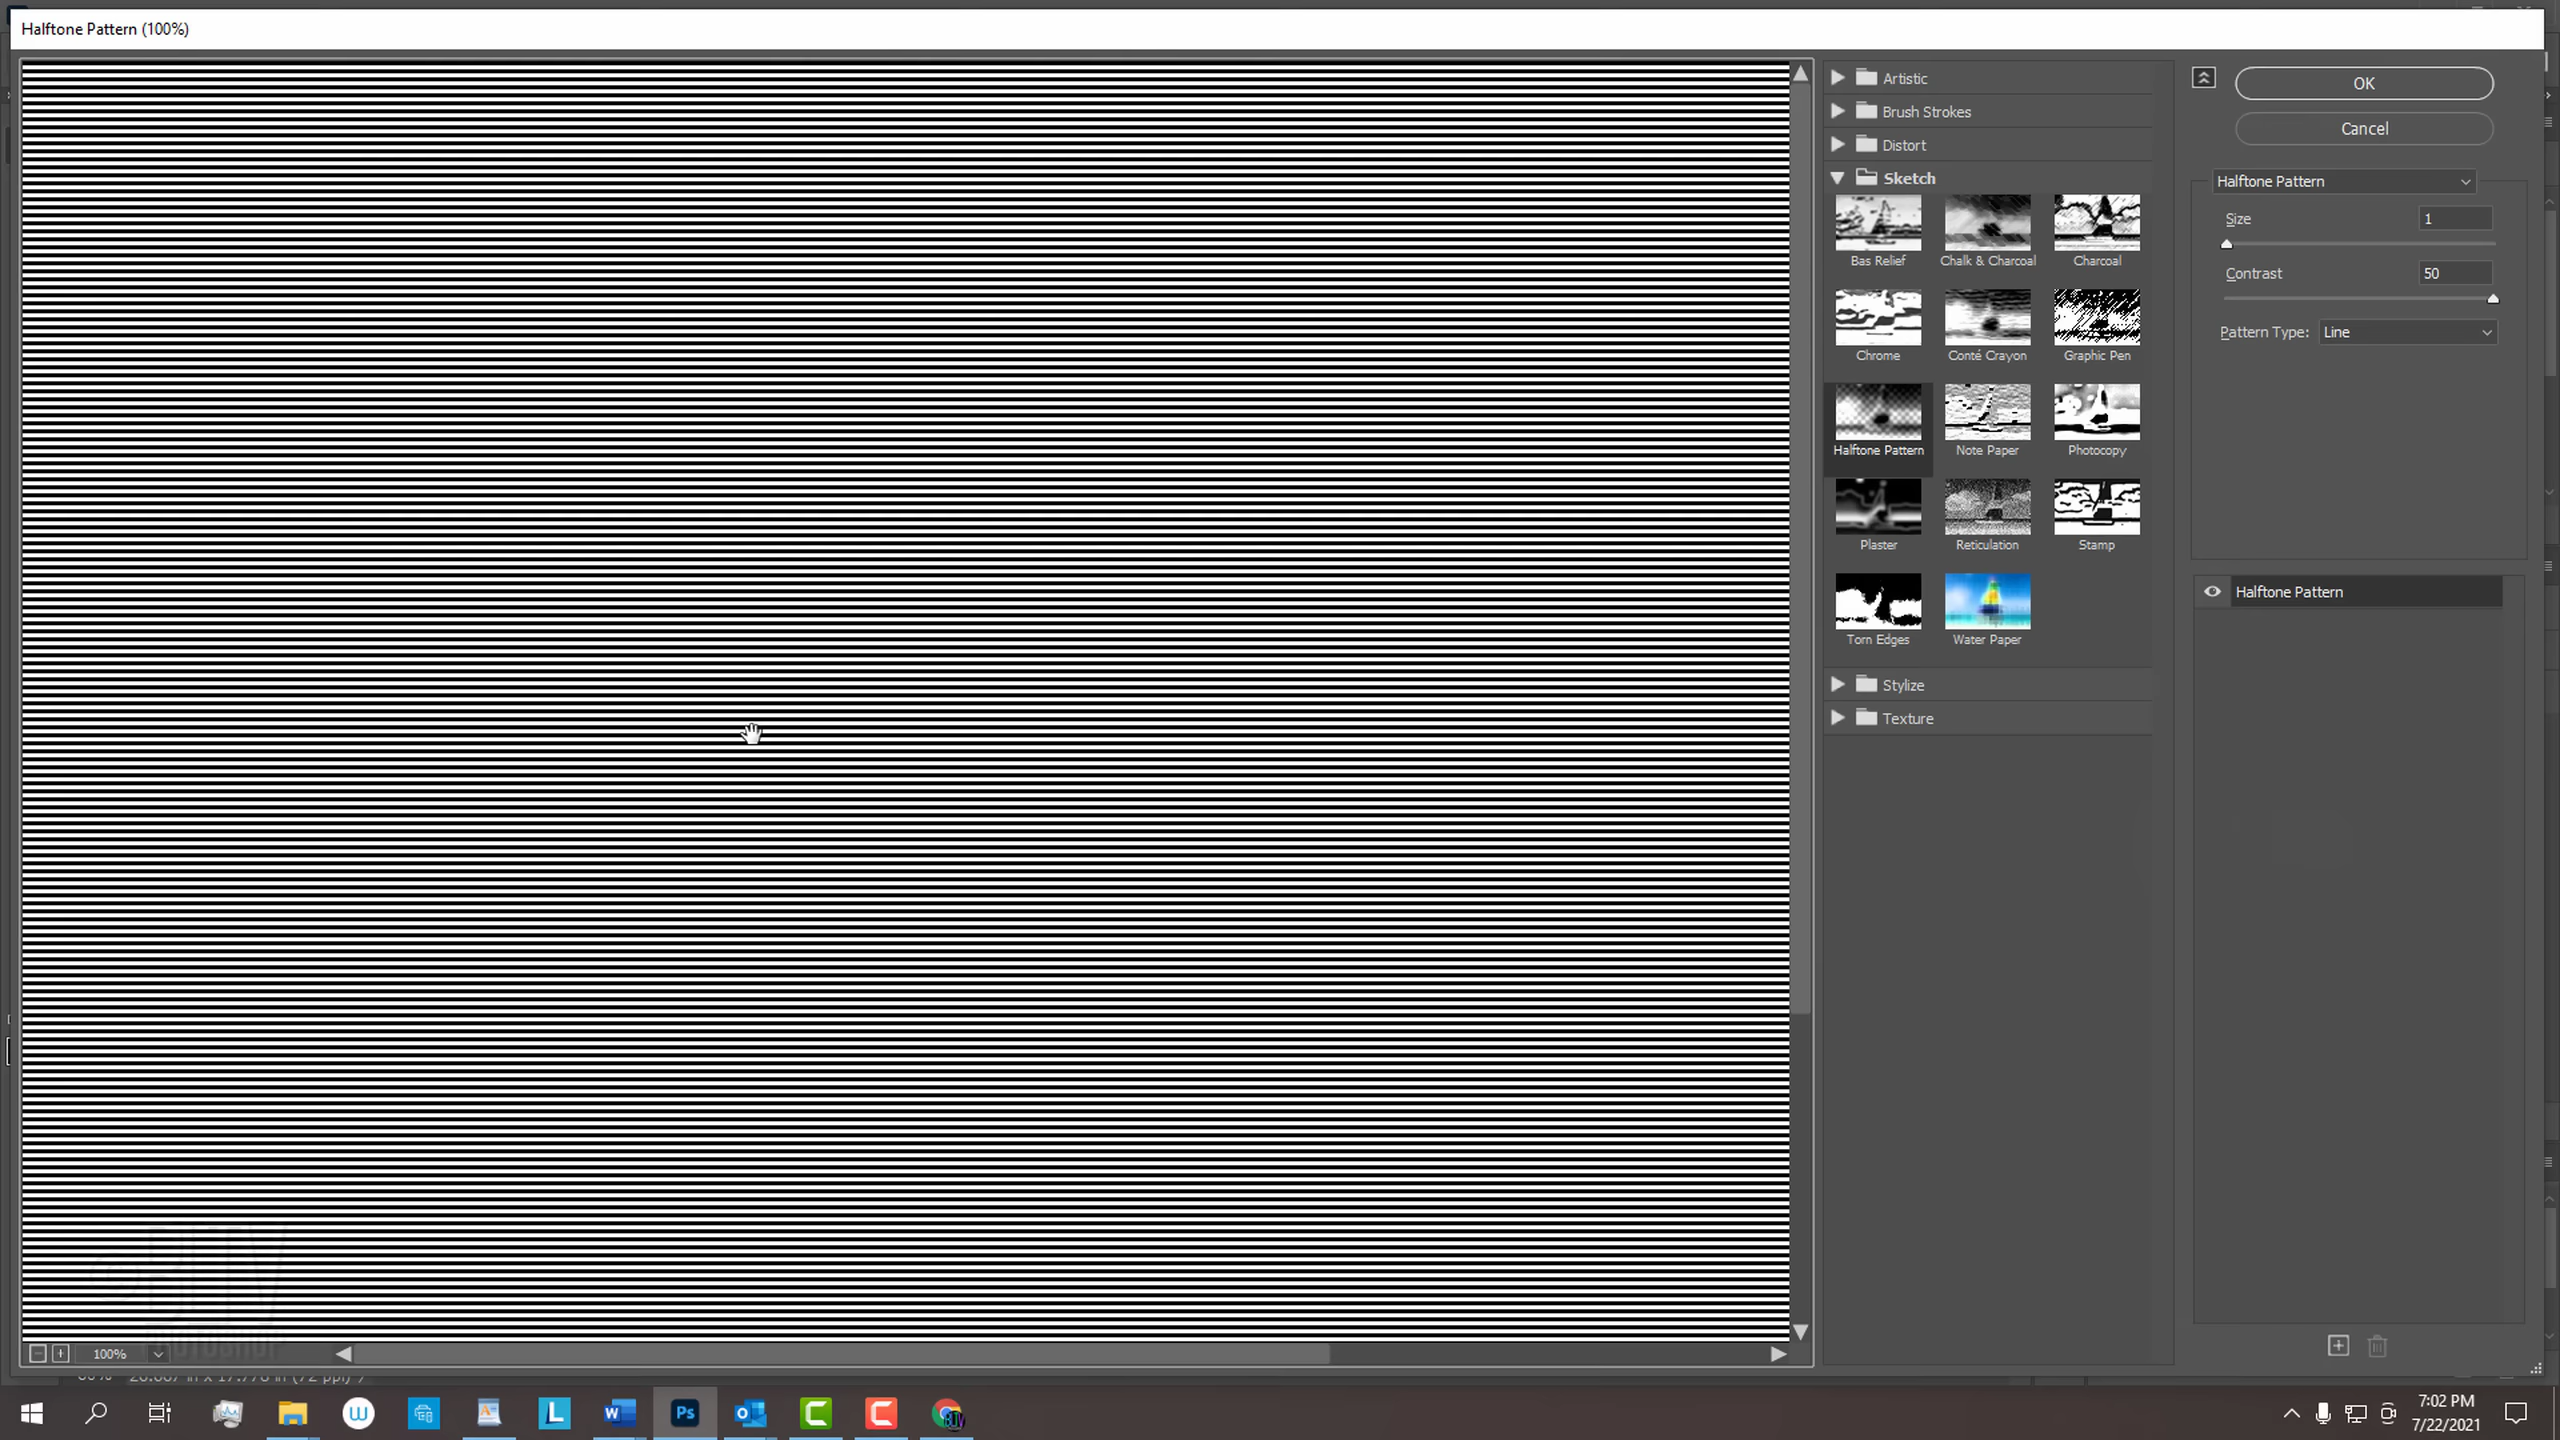 Halftone Pattern (100%)
Artistic
Brush Strokes
Distort
Sketch
Bas Relief
Chalk & Charcoal
Charcoal
Chrome
Conté Crayon
Graphic Pen
Halftone Pattern
Note Paper
Photocopy
Plaster
Reticulation
Stamp
Torn Edges
Water Paper
Stylize
Texture
OK
Cancel
Halftone Pattern
Size
1
Contrast
50
Pattern Type:
Line
Halftone Pattern
100%
W
L
W
Ps
7:02 PM
7/22/2021